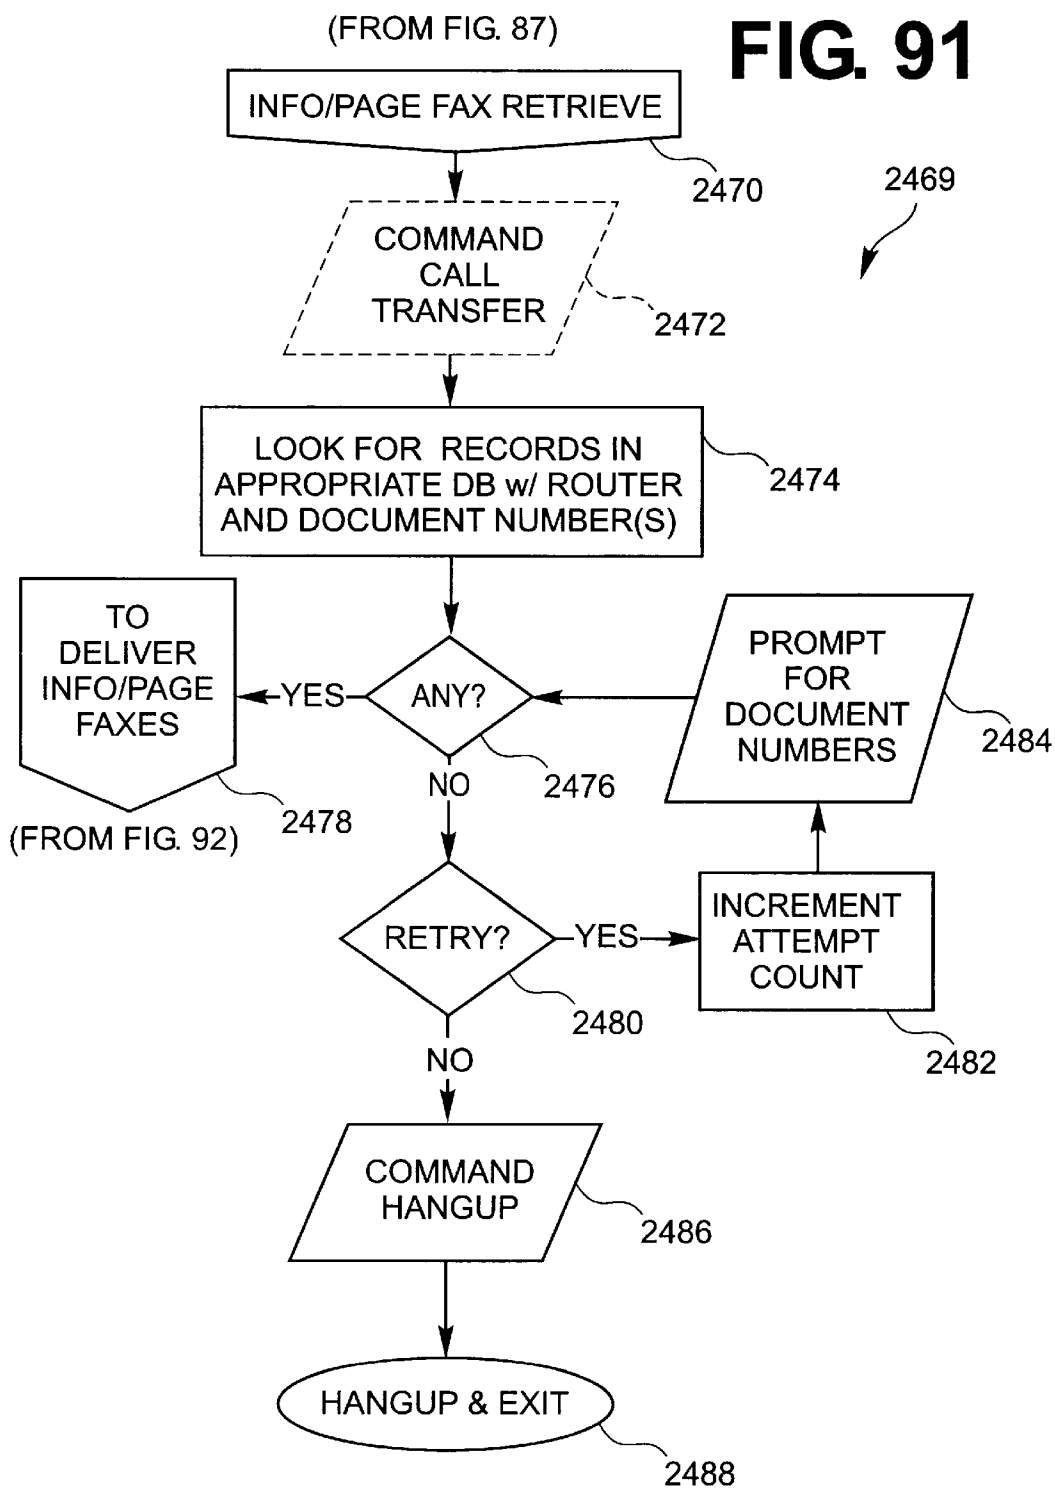 (FROM FIG. 87)
FIG. 91
INFO/PAGE FAX RETRIEVE
2470
2469
COMMAND
CALL
TRANSFER
2472
LOOK FOR RECORDS IN
APPROPRIATE DB w/ ROUTER
AND DOCUMENT NUMBER(S)
2474
TO
DELIVER
INFO/PAGE
FAXES
2478
(FROM FIG. 92)
YES
ANY?
2476
NO
PROMPT
FOR
DOCUMENT
NUMBERS
2484
RETRY?
2480
YES
INCREMENT
ATTEMPT
COUNT
2482
NO
COMMAND
HANGUP
2486
HANGUP & EXIT
2488